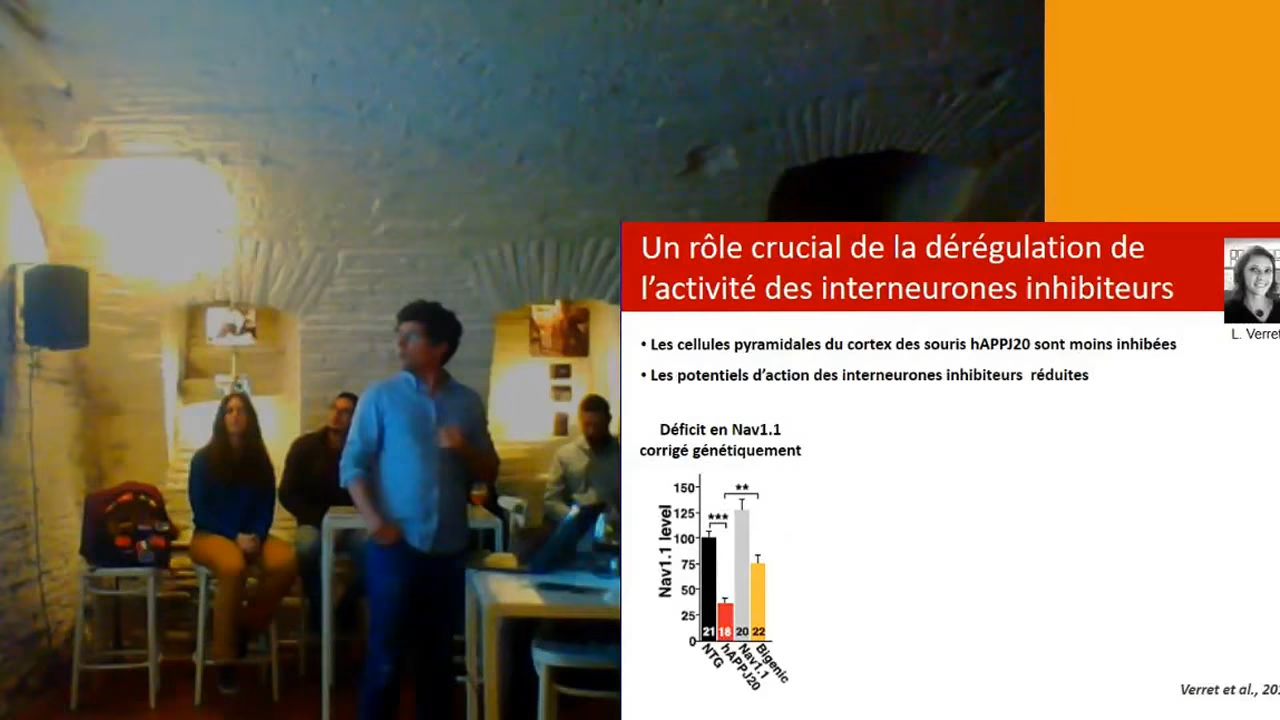 Un rôle crucial de la dérégulation de
l’activité des interneurones inhibiteurs
L. Verret
• Les cellules pyramidales du cortex des souris hAPPJ20 sont moins inhibées
• Les potentiels d’action des interneurones inhibiteurs réduites
Déficit en Nav1.1
corrigé génétiquement
Nav1.1 level
150
125
100
75
50
25
0
***
**
21 18 20 22
NTG
hAPPJ20
Nav1.1
Bigenic
Verret et al., 201